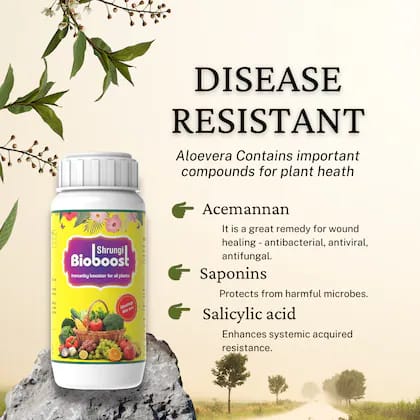 DISEASE
RESISTANT
Aloevera Contains important
compounds for plant heath
Acemannan
It is a great remedy for wound
healing - antibacterial, antiviral,
antifungal.
Saponins
Protects from harmful microbes.
Salicylic acid
Enhances systemic acquired
resistance.
Shrungi
Bioboost
Immunity booster for all plants